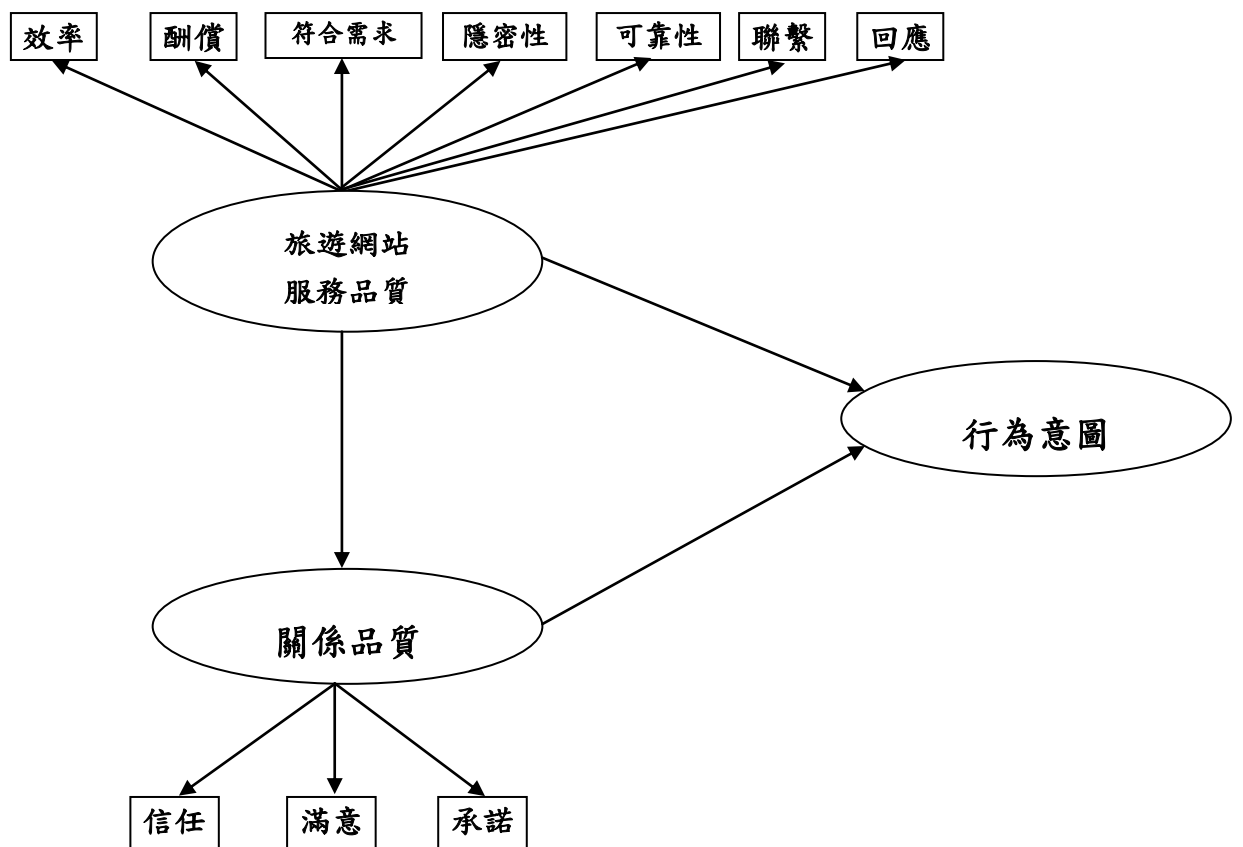 效率
酬償
符合需求
隱密性
可靠性
聯繫
回應
旅遊網站
服務品質
行為意圖
關係品質
信任
滿意
承諾